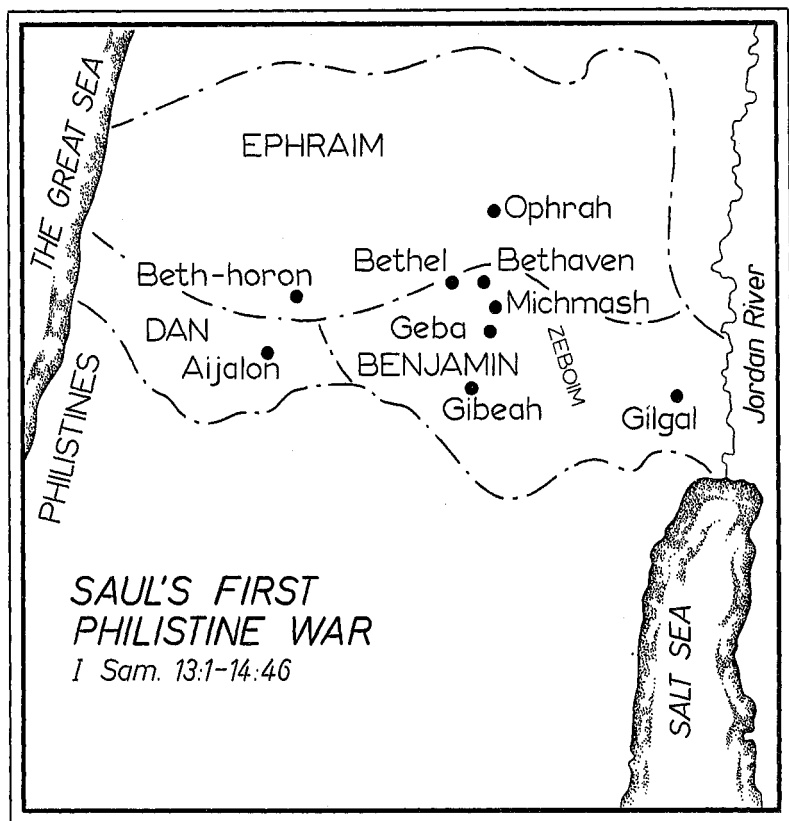 THE GREAT SEA
EPHRAIM
Ophrah
Beth-horon
Bethel
Bethaven
Michmash
DAN
Geba
ZEBOIM
Aijalon
BENJAMIN
Gibeah
Gilgal
Jordan River
PHILISTINES
SAUL'S FIRST
PHILISTINE WAR
I Sam. 13:1-14:46
SALT SEA